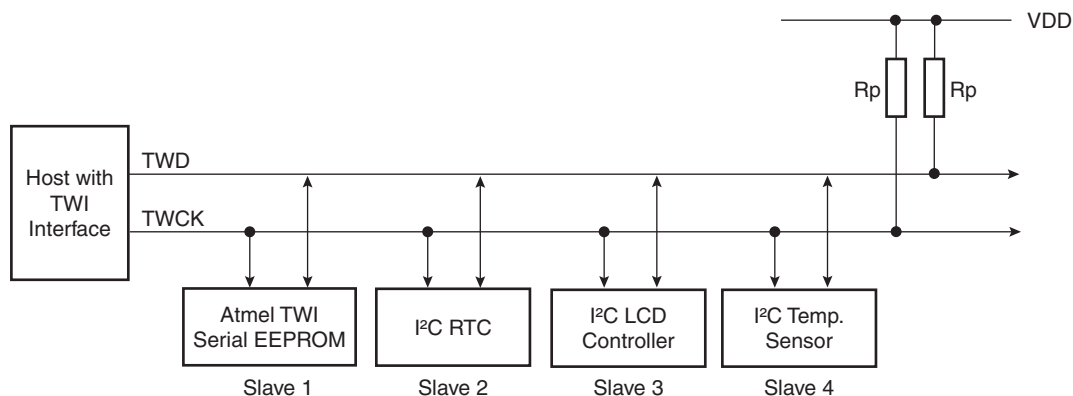 VDD
Rp
Rp
Host with
TWI
Interface
TWD
TWCK
Atmel TWI
Serial EEPROM
I²C RTC
I²C LCD
Controller
I²C Temp.
Sensor
Slave 1
Slave 2
Slave 3
Slave 4